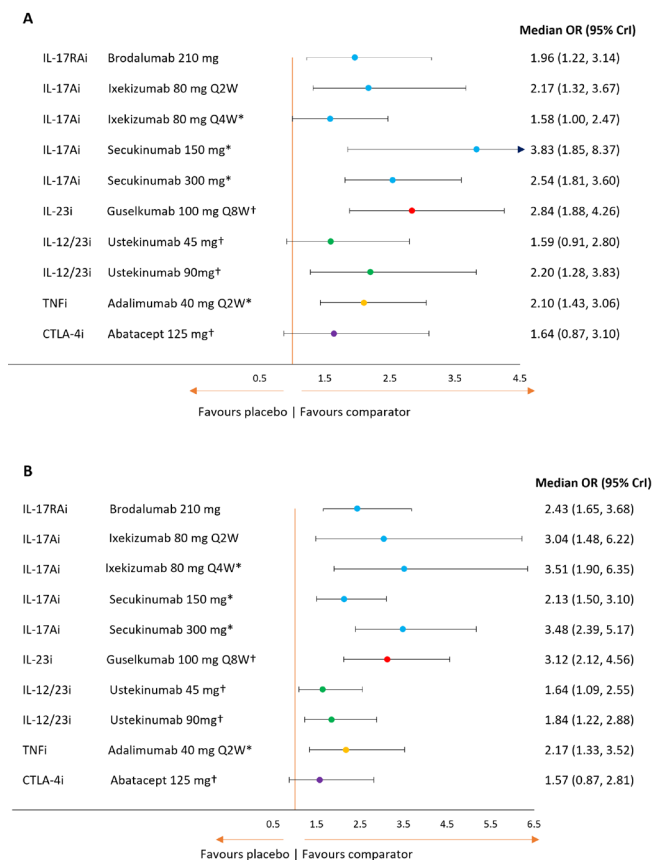 A
Median OR (95% CrI)
IL-17RAi Brodalumab 210 mg 1.96 (1.22, 3.14)
IL-17Ai Ixekizumab 80 mg Q2W 2.17 (1.32, 3.67)
IL-17Ai Ixekizumab 80 mg Q4W* 1.58 (1.00, 2.47)
IL-17Ai Secukinumab 150 mg* 3.83 (1.85, 8.37)
IL-17Ai Secukinumab 300 mg* 2.54 (1.81, 3.60)
IL-23i Guselkumab 100 mg Q8W† 2.84 (1.88, 4.26)
IL-12/23i Ustekinumab 45 mg† 1.59 (0.91, 2.80)
IL-12/23i Ustekinumab 90mg† 2.20 (1.28, 3.83)
TNFi Adalimumab 40 mg Q2W* 2.10 (1.43, 3.06)
CTLA-4i Abatacept 125 mg† 1.64 (0.87, 3.10)
0.5 1.5 2.5 3.5 4.5
Favours placebo | Favours comparator
B
Median OR (95% CrI)
IL-17RAi Brodalumab 210 mg 2.43 (1.65, 3.68)
IL-17Ai Ixekizumab 80 mg Q2W 3.04 (1.48, 6.22)
IL-17Ai Ixekizumab 80 mg Q4W* 3.51 (1.90, 6.35)
IL-17Ai Secukinumab 150 mg* 2.13 (1.50, 3.10)
IL-17Ai Secukinumab 300 mg* 3.48 (2.39, 5.17)
IL-23i Guselkumab 100 mg Q8W† 3.12 (2.12, 4.56)
IL-12/23i Ustekinumab 45 mg† 1.64 (1.09, 2.55)
IL-12/23i Ustekinumab 90mg† 1.84 (1.22, 2.88)
TNFi Adalimumab 40 mg Q2W* 2.17 (1.33, 3.52)
CTLA-4i Abatacept 125 mg† 1.57 (0.87, 2.81)
0.5 1.5 2.5 3.5 4.5 5.5 6.5
Favours placebo | Favours comparator